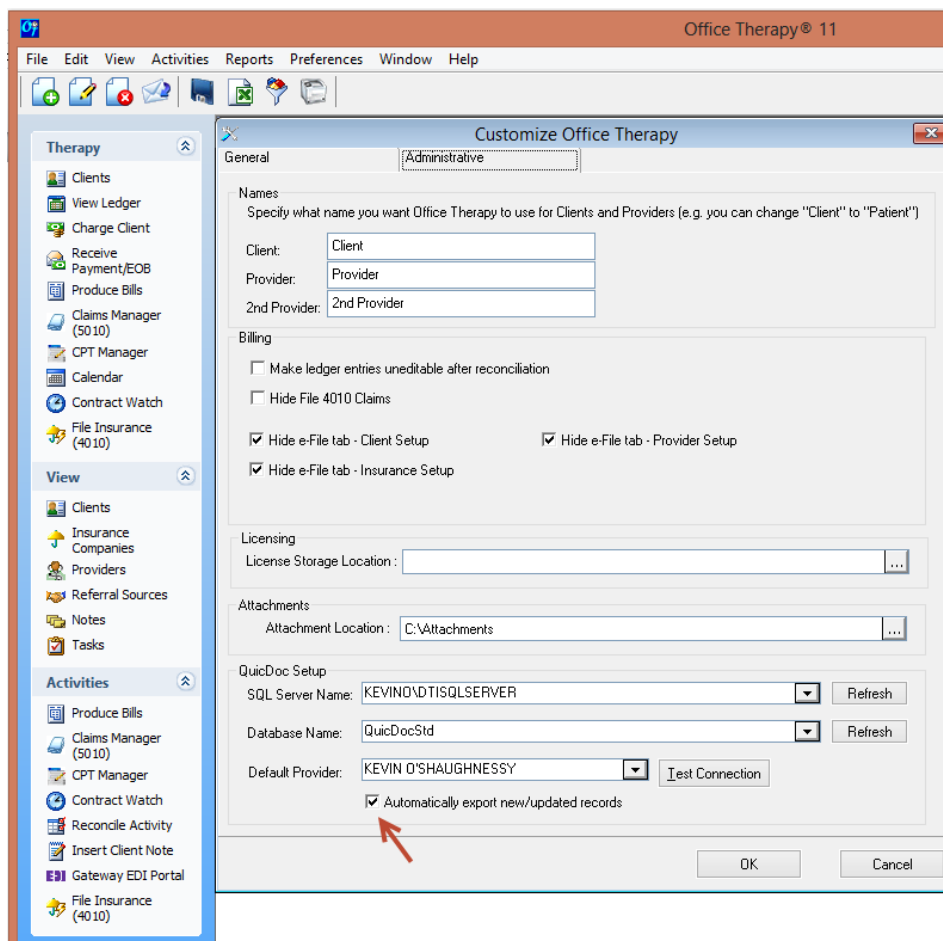 Office Therapy® 11
File Edit View Activities Reports Preferences Window Help
Therapy
Clients
View Ledger
Charge Client
Receive
Payment/EOB
Produce Bills
Claims Manager
(5010)
CPT Manager
Calendar
Contract Watch
File Insurance
(4010)
View
Clients
Insurance
Companies
Providers
Referral Sources
Notes
Tasks
Activities
Produce Bills
Claims Manager
(5010)
CPT Manager
Contract Watch
Reconcile Activity
Insert Client Note
EDI Gateway EDI Portal
File Insurance
(4010)
Customize Office Therapy
General Administrative
Names
Specify what name you want Office Therapy to use for Clients and Providers (e.g. you can change "Client" to "Patient")
Client: Client
Provider: Provider
2nd Provider: 2nd Provider
Billing
Make ledger entries uneditable after reconciliation
Hide File 4010 Claims
Hide e-File tab - Client Setup Hide e-File tab - Provider Setup
Hide e-File tab - Insurance Setup
Licensing
License Storage Location : ...
Attachments
Attachment Location : C:\Attachments ...
QuicDoc Setup
SQL Server Name: KEVINO\DTISQLSERVER Refresh
Database Name: QuicDocStd Refresh
Default Provider: KEVIN O'SHAUGHNESSY Test Connection
Automatically export new/updated records
OK Cancel